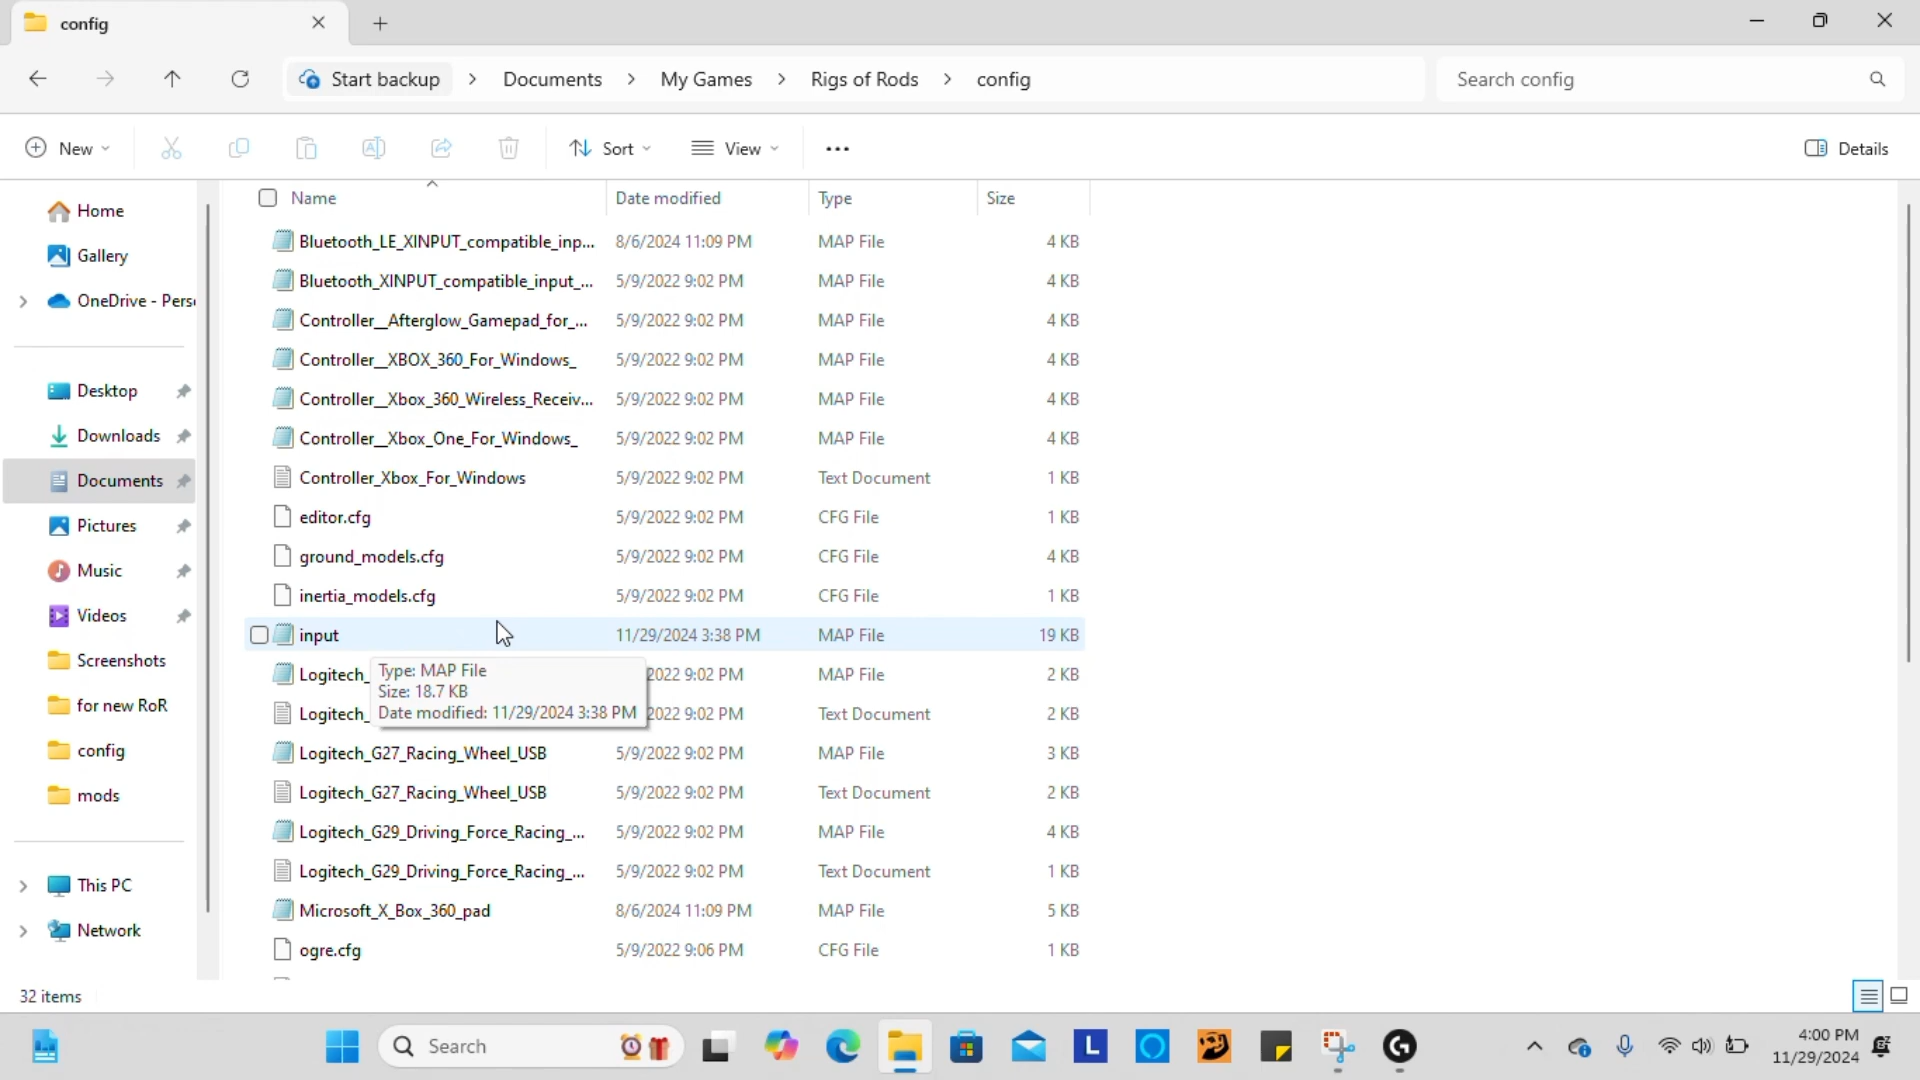 config
Start backup > Documents > My Games > Rigs of Rods > config
Search config
New
Sort
View
Details
Home
Gallery
OneDrive - Pers
Desktop
Downloads
Documents
Pictures
Music
Videos
Screenshots
for new RoR
config
mods
This PC
Network
Name Date modified Type Size
Bluetooth_LE_XINPUT_compatible_inp... 8/6/2024 11:09 PM MAP File 4 KB
Bluetooth_XINPUT_compatible_input_... 5/9/2022 9:02 PM MAP File 4 KB
Controller__Afterglow_Gamepad_for_... 5/9/2022 9:02 PM MAP File 4 KB
Controller__XBOX_360_For_Windows_ 5/9/2022 9:02 PM MAP File 4 KB
Controller__Xbox_360_Wireless_Receiv... 5/9/2022 9:02 PM MAP File 4 KB
Controller__Xbox_One_For_Windows_ 5/9/2022 9:02 PM MAP File 4 KB
Controller_Xbox_For_Windows 5/9/2022 9:02 PM Text Document 1 KB
editor.cfg 5/9/2022 9:02 PM CFG File 1 KB
ground_models.cfg 5/9/2022 9:02 PM CFG File 4 KB
inertia_models.cfg 5/9/2022 9:02 PM CFG File 1 KB
input 11/29/2024 3:38 PM MAP File 19 KB
Logitech_ 2022 9:02 PM MAP File 2 KB
Logitech_ 2022 9:02 PM Text Document 2 KB
Type: MAP File
Size: 18.7 KB
Date modified: 11/29/2024 3:38 PM
Logitech_G27_Racing_Wheel_USB 5/9/2022 9:02 PM MAP File 3 KB
Logitech_G27_Racing_Wheel_USB 5/9/2022 9:02 PM Text Document 2 KB
Logitech_G29_Driving_Force_Racing_... 5/9/2022 9:02 PM MAP File 4 KB
Logitech_G29_Driving_Force_Racing_... 5/9/2022 9:02 PM Text Document 1 KB
Microsoft_X_Box_360_pad 8/6/2024 11:09 PM MAP File 5 KB
ogre.cfg 5/9/2022 9:06 PM CFG File 1 KB
32 items
Search
L
4:00 PM
11/29/2024